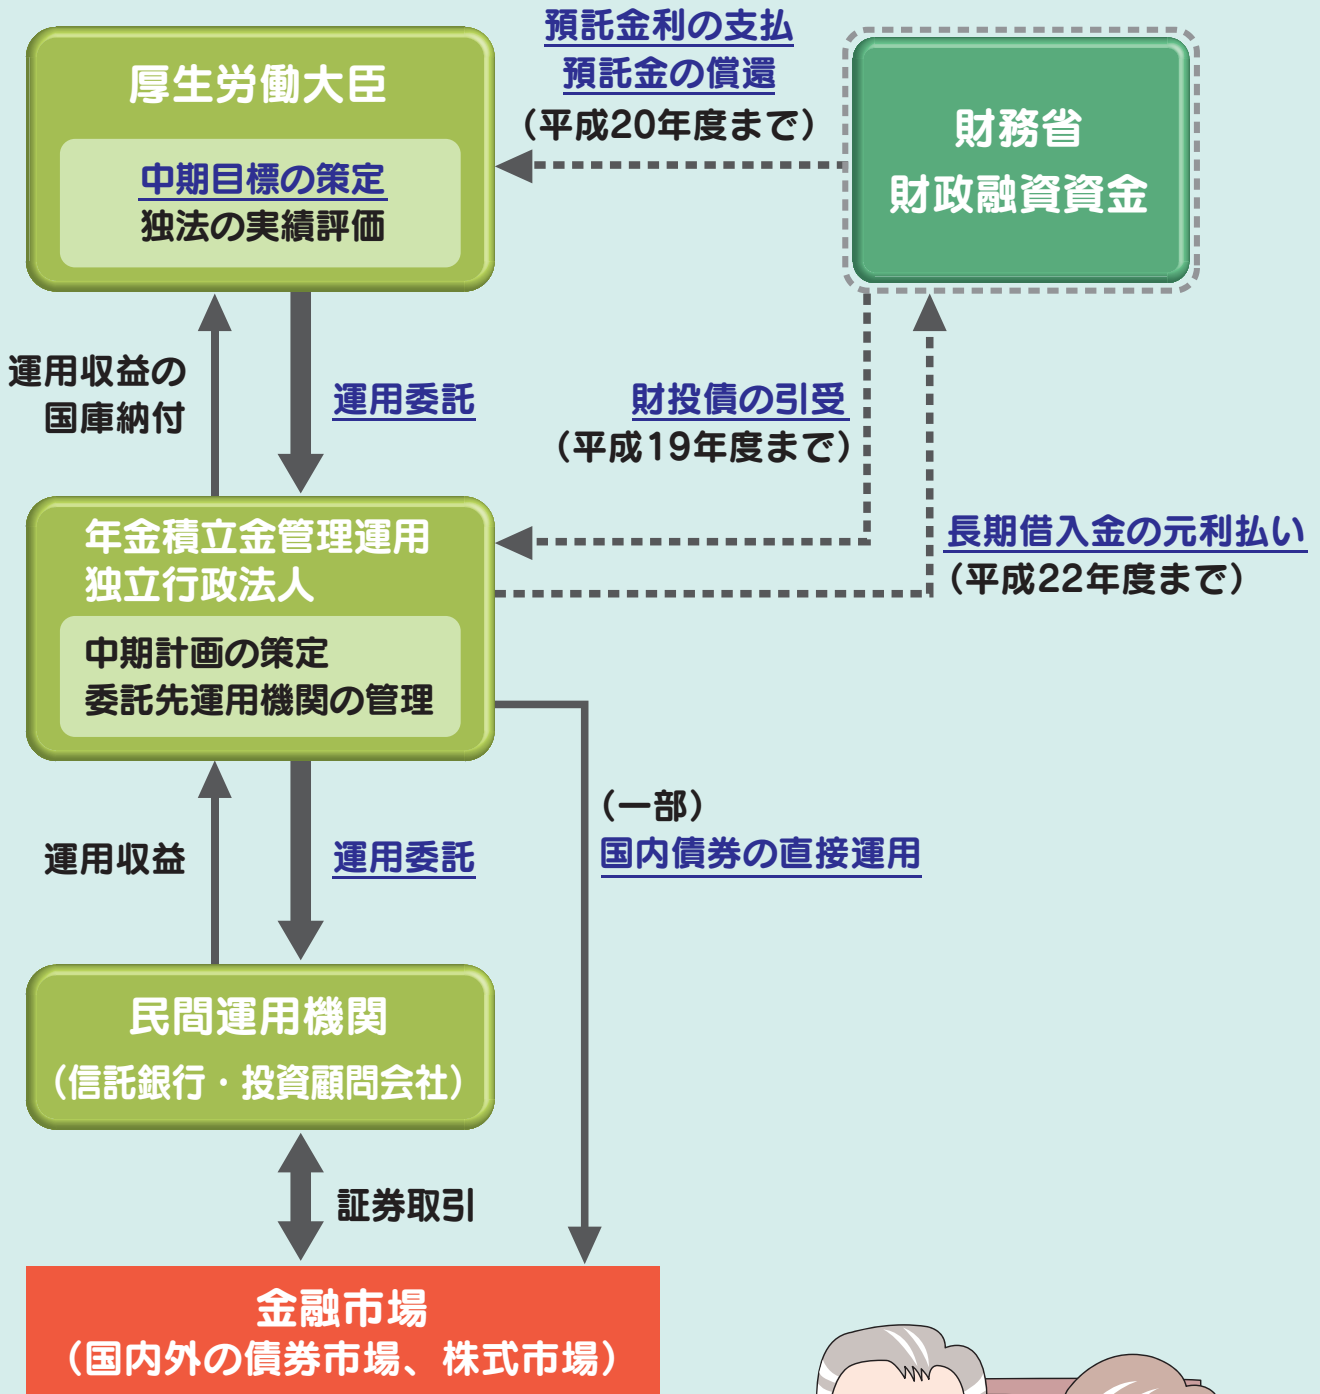 預託金利の支払
預託金の償還
（平成20年度まで）
厚生労働大臣
中期目標の策定
独法の実績評価
財務省
財政融資資金
運用収益の
国庫納付
運用委託
財投債の引受
（平成19年度まで）
長期借入金の元利払い
（平成22年度まで）
年金積立金管理運用
独立行政法人
中期計画の策定
委託先運用機関の管理
（一部）
国内債券の直接運用
運用収益
運用委託
民間運用機関
（信託銀行・投資顧問会社）
証券取引
金融市場
（国内外の債券市場、株式市場）